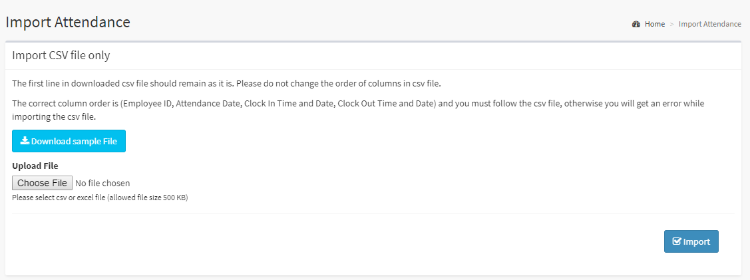 Import Attendance
Home > Import Attendance
Import CSV file only
The first line in downloaded csv file should remain as it is. Please do not change the order of columns in csv file.
The correct column order is (Employee ID, Attendance Date, Clock In Time and Date, Clock Out Time and Date) and you must follow the csv file, otherwise you will get an error while
importing the csv file.
Download sample File
Upload File
Choose File No file chosen
Please select csv or excel file (allowed file size 500 KB)
Import